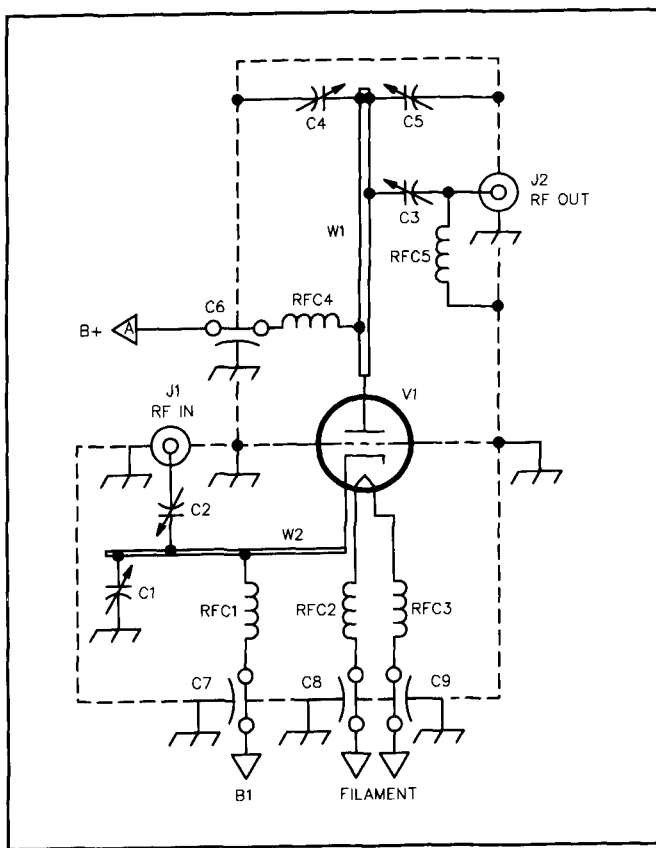 C4
C5
J2
RF OUT
C3
W1
RFC5
C6
RFC4
B+
A
J1
RF IN
V1
C2
W2
C1
RFC1
RFC2
RFC3
C7
C8
C9
B1
FILAMENT